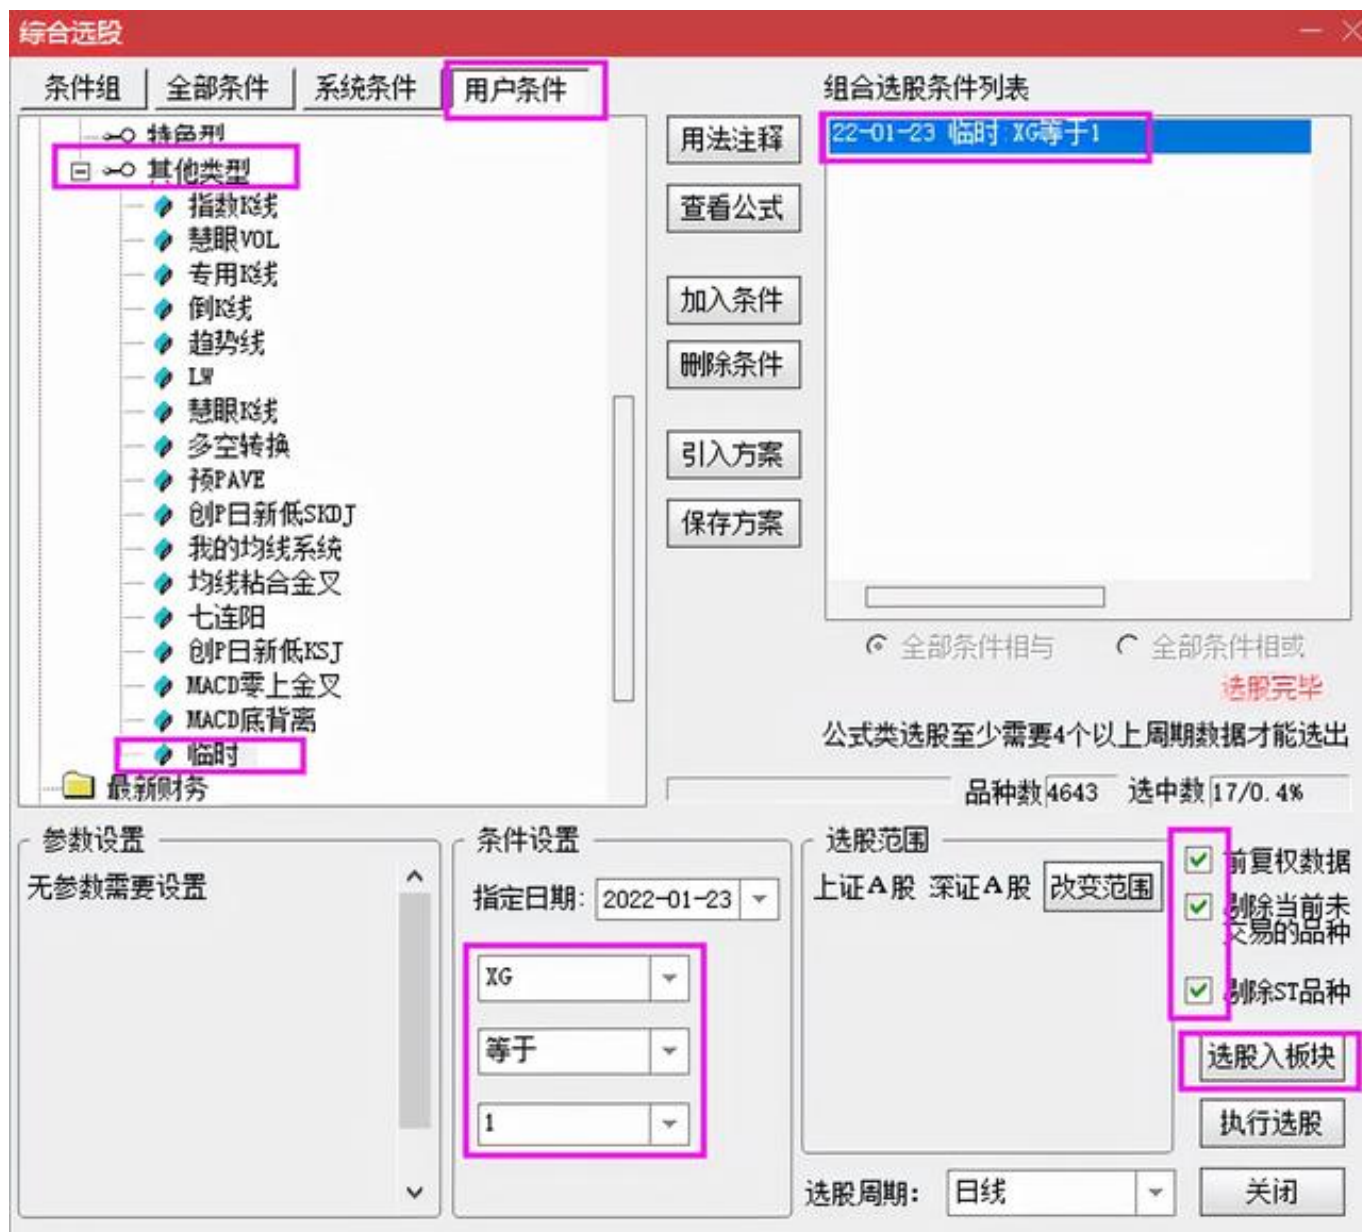 综合选股
条件组 全部条件 系统条件 用户条件
特色型
其他类型
指数K线
慧眼VOL
专用K线
倒K线
趋势线
LW
慧眼K线
多空转换
预PAVE
创P日新低SKDJ
我的均线系统
均线粘合金叉
七连阳
创P日新低KSJ
MACD零上金叉
MACD底背离
临时
最新财务
用法注释
查看公式
加入条件
删除条件
引入方案
保存方案
组合选股条件列表
22-01-23 临时:XG等于1
全部条件相与 全部条件相或
选股完毕
公式类选股至少需要4个以上周期数据才能选出
品种数 4643 选中数 17/0.4%
参数设置
无参数需要设置
条件设置
指定日期: 2022-01-23
XG
等于
1
选股范围
上证A股 深证A股 改变范围
前复权数据
剔除当前未
交易的品种
剔除ST品种
选股入板块
执行选股
选股周期: 日线
关闭